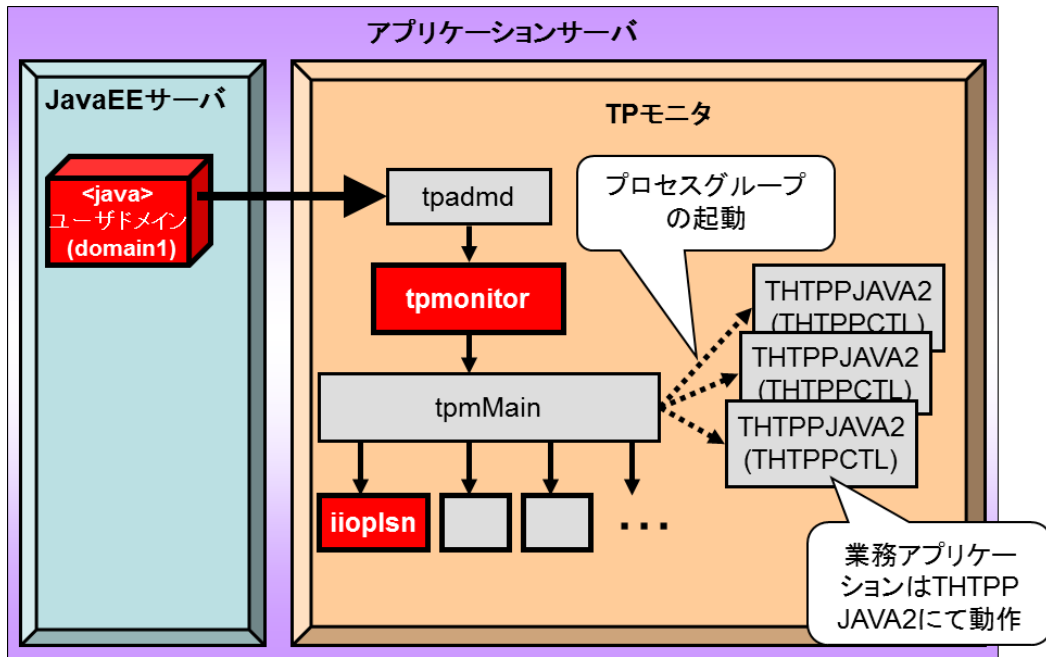 アプリケーションサーバ
JavaEEサーバ
TPモニタ
<java>
ユーザドメイン
(domain1)
tpadmd
プロセスグループ
の起動
tpmonitor
THTPPJAVA2
(THTPPCTL)
THTPPJAVA2
(THTPPCTL)
tpmMain
THTPPJAVA2
(THTPPCTL)
iioplsn
・・・
業務アプリケー
ションはTHTPP
JAVA2にて動作